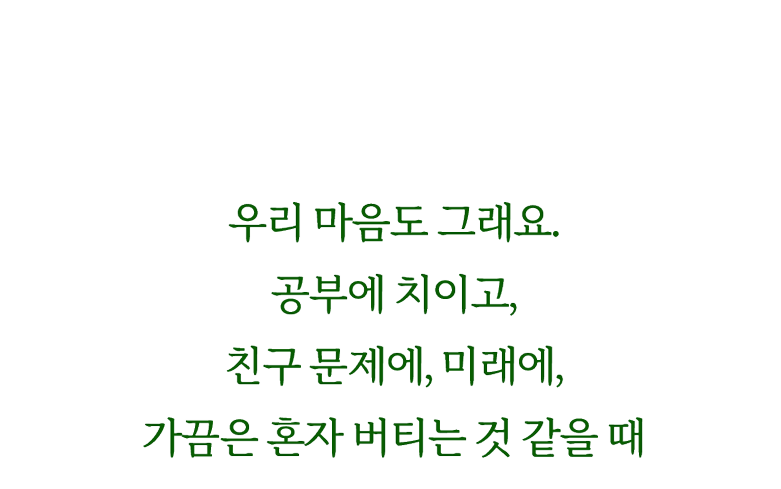 우리 마음도 그래요.
공부에 치이고,
친구 문제에, 미래에,
가끔은 혼자 버티는 것 같을 때